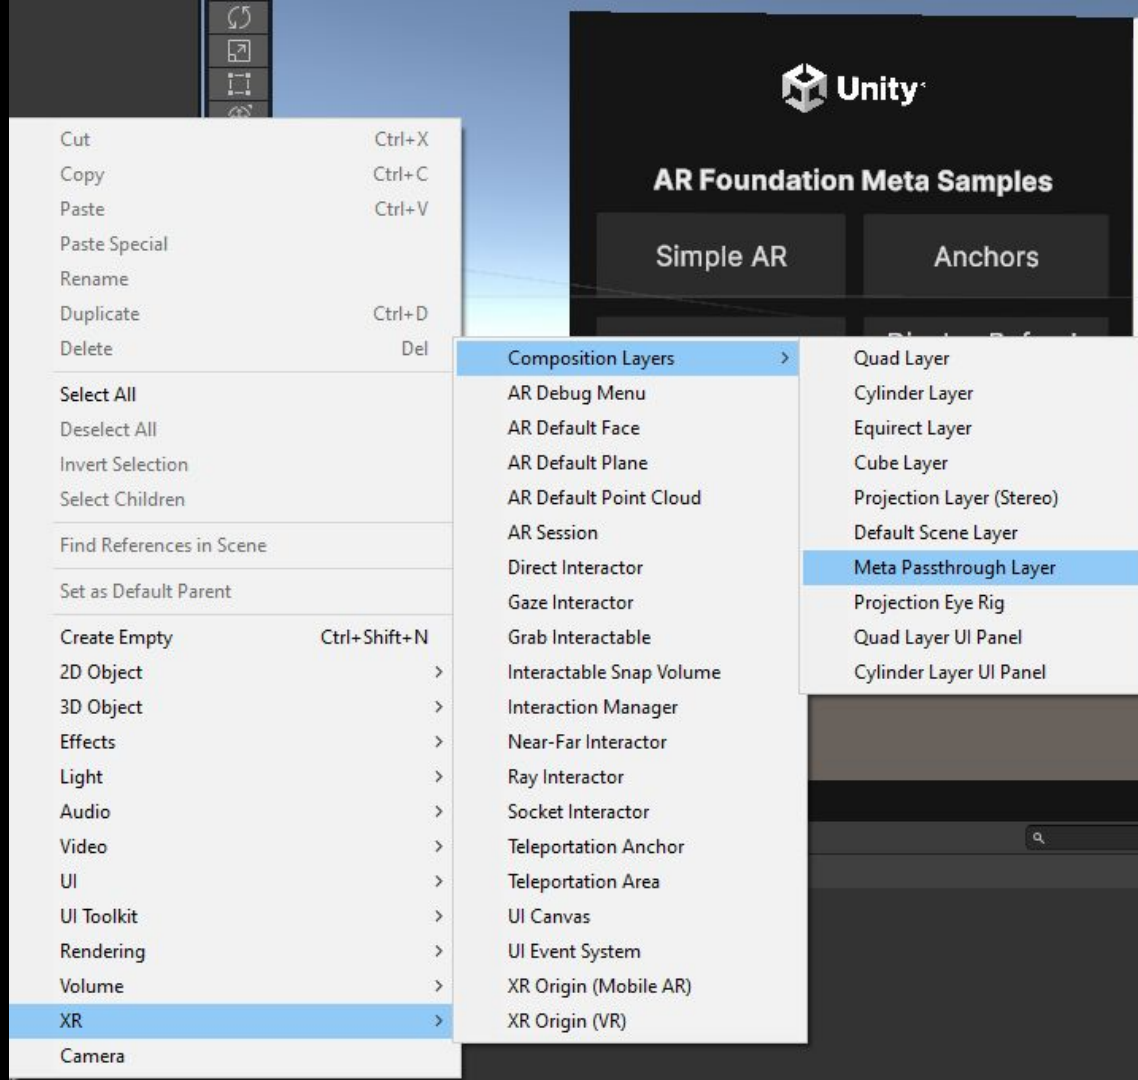 Unity
AR Foundation Meta Samples
Simple AR
Anchors
Cut Ctrl+X
Copy Ctrl+C
Paste Ctrl+V
Paste Special
Rename
Duplicate Ctrl+D
Delete Del
Select All
Deselect All
Invert Selection
Select Children
Find References in Scene
Set as Default Parent
Create Empty Ctrl+Shift+N
2D Object
3D Object
Effects
Light
Audio
Video
UI
UI Toolkit
Rendering
Volume
XR
Camera
Composition Layers
AR Debug Menu
AR Default Face
AR Default Plane
AR Default Point Cloud
AR Session
Direct Interactor
Gaze Interactor
Grab Interactable
Interactable Snap Volume
Interaction Manager
Near-Far Interactor
Ray Interactor
Socket Interactor
Teleportation Anchor
Teleportation Area
UI Canvas
UI Event System
XR Origin (Mobile AR)
XR Origin (VR)
Quad Layer
Cylinder Layer
Equirect Layer
Cube Layer
Projection Layer (Stereo)
Default Scene Layer
Meta Passthrough Layer
Projection Eye Rig
Quad Layer UI Panel
Cylinder Layer UI Panel